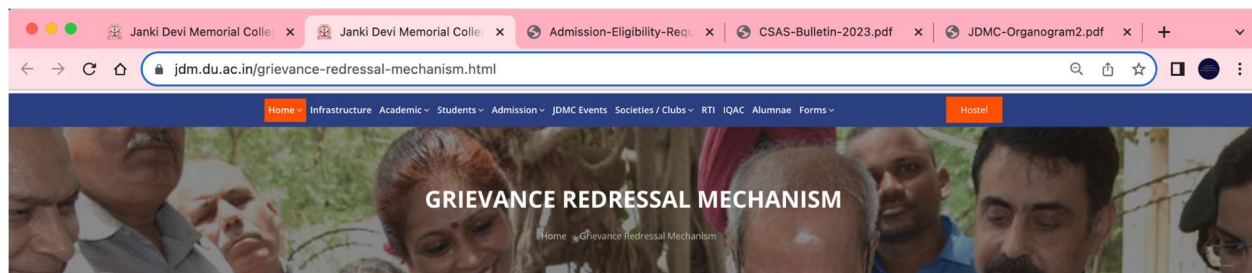 Janki Devi Memorial Colle
Janki Devi Memorial Colle
Admission-Eligibility-Requ
CSAS-Bulletin-2023.pdf
JDMC-Organogram2.pdf
jdm.du.ac.in/grievance-redressal-mechanism.html
Home Infrastructure Academic Students Admission JDMC Events Societies / Clubs RTI IQAC Alumnae Forms Hostel
GRIEVANCE REDRESSAL MECHANISM
Home Grievance Redressal Mechanism